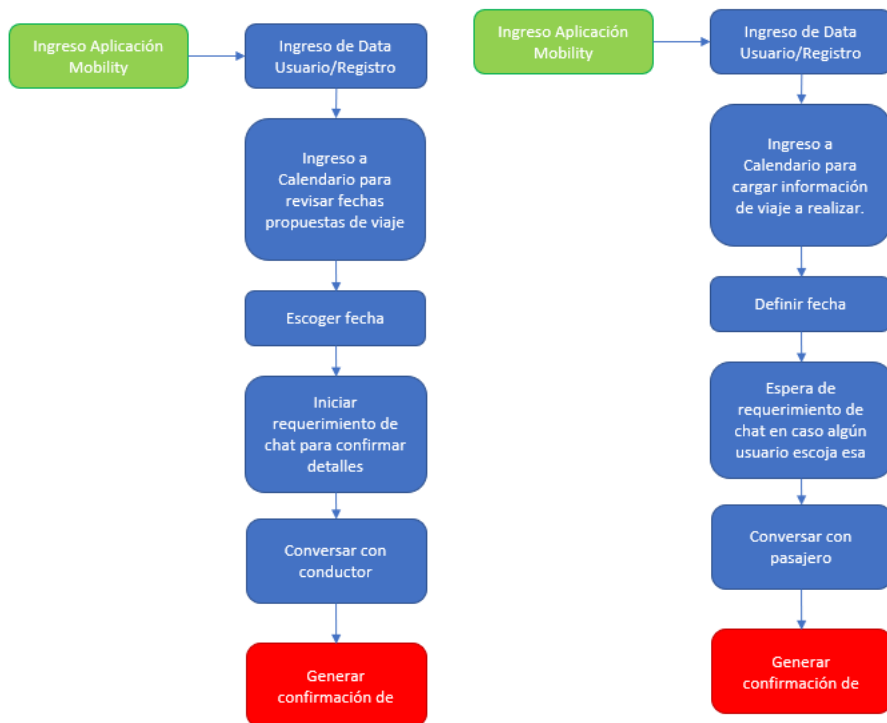 Ingreso Aplicación
Mobility
Ingreso de Data
Usuario/Registro
Ingreso a
Calendario para
revisar fechas
propuestas de viaje
Escoger fecha
Iniciar
requerimiento de
chat para confirmar
detalles
Conversar con
conductor
Generar
confirmación de
Ingreso Aplicación
Mobility
Ingreso de Data
Usuario/Registro
Ingreso a
Calendario para
cargar información
de viaje a realizar.
Definir fecha
Espera de
requerimiento de
chat en caso algún
usuario escoja esa
Conversar con
pasajero
Generar
confirmación de